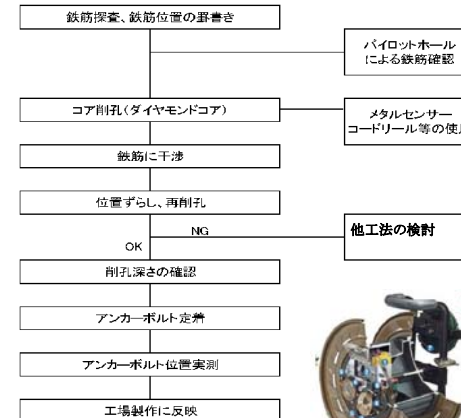 鉄筋探査、鉄筋位置の罫書き
パイロットホール
による鉄筋確認
コア削孔(ダイヤモンドコア)
メタルセンサー
コードリール等の使用
鉄筋に干渉
位置ずらし、再削孔
NG
OK
他工法の検討
削孔深さの確認
アンカーボルト定着
アンカーボルト位置実測
工場製作に反映